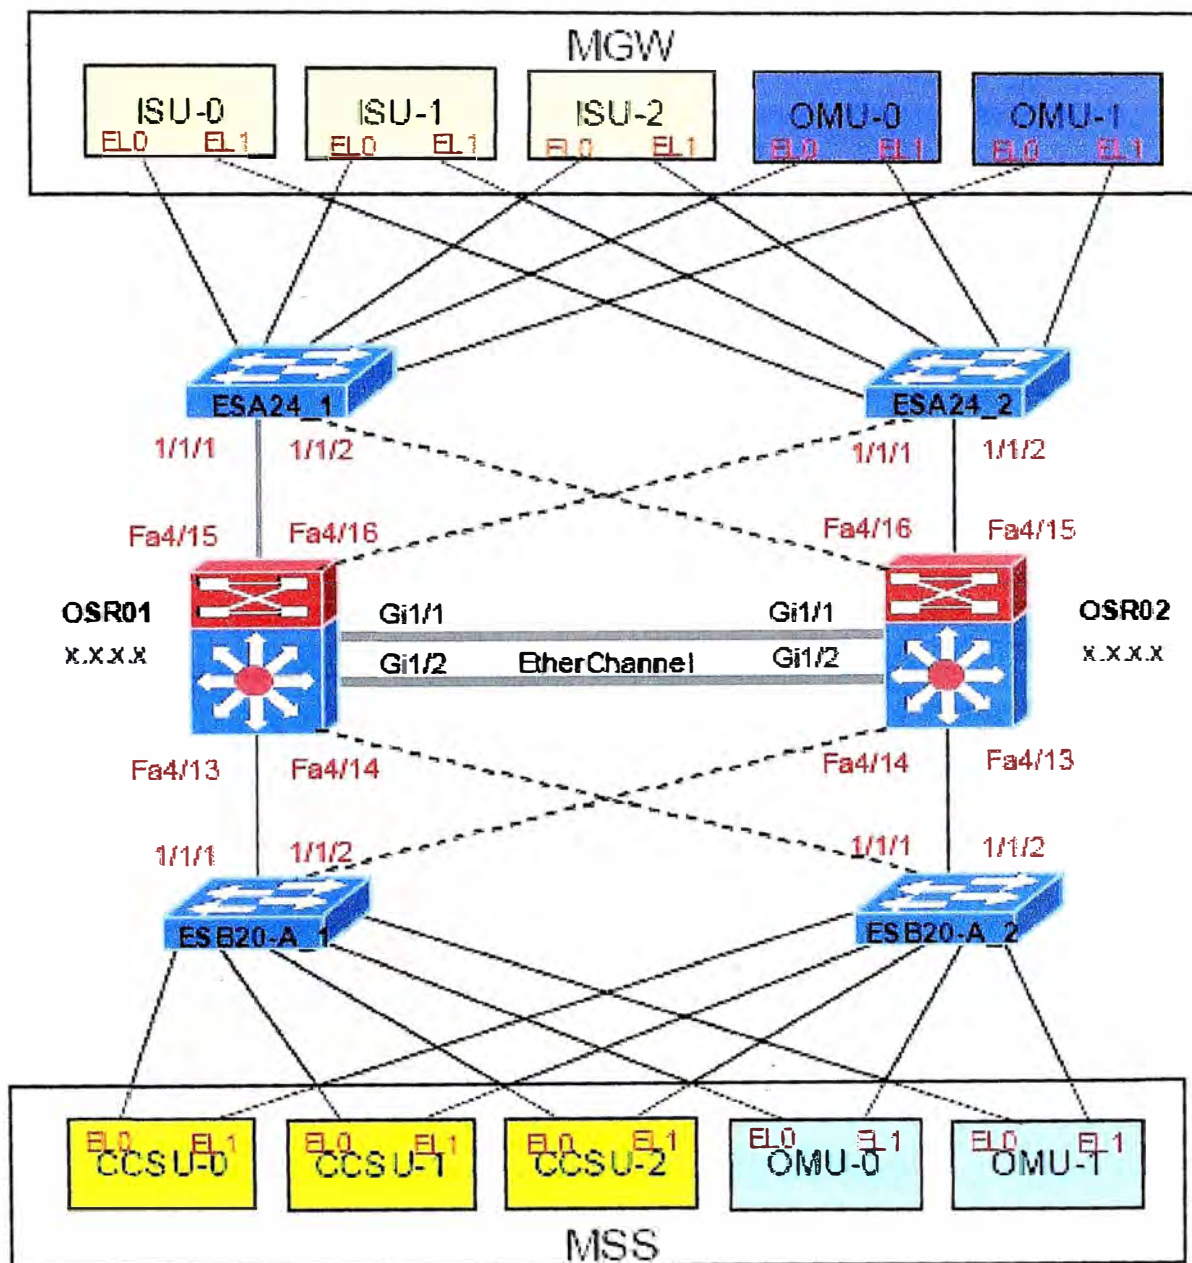 MGW
ISU-0 ISU-1 ISU-2 OMU-0 OMU-1
EL0 EL1 EL0 EL1 EL0 EL1 EL0 EL1 EL0 EL1
ESA24_1 ESA24_2
1/1/1 1/1/2 1/1/1 1/1/2
Fa4/15 Fa4/16 Fa4/16 Fa4/15
OSR01 Gi1/1 Gi1/1 OSR02
x.x.x.x Gi1/2 EtherChannel Gi1/2 x.x.x.x
Fa4/13 Fa4/14 Fa4/14 Fa4/13
1/1/1 1/1/2 1/1/1 1/1/2
ESB20-A_1 ESB20-A_2
EL0 EL1 EL0 EL1 EL0 EL1 EL0 EL1 EL0 EL1
CCSU-0 CCSU-1 CCSU-2 OMU-0 OMU-1
MSS